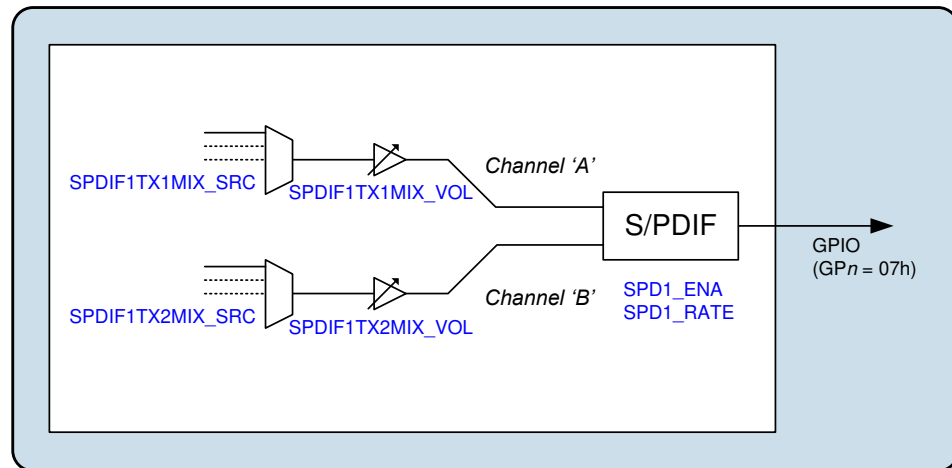 SPDIF1TX1MIX_SRC
SPDIF1TX1MIX_VOL
Channel 'A'
S/PDIF
GPIO
(GPn = 07h)
SPDIF1TX2MIX_SRC
SPDIF1TX2MIX_VOL
Channel 'B'
SPD1_ENA
SPD1_RATE